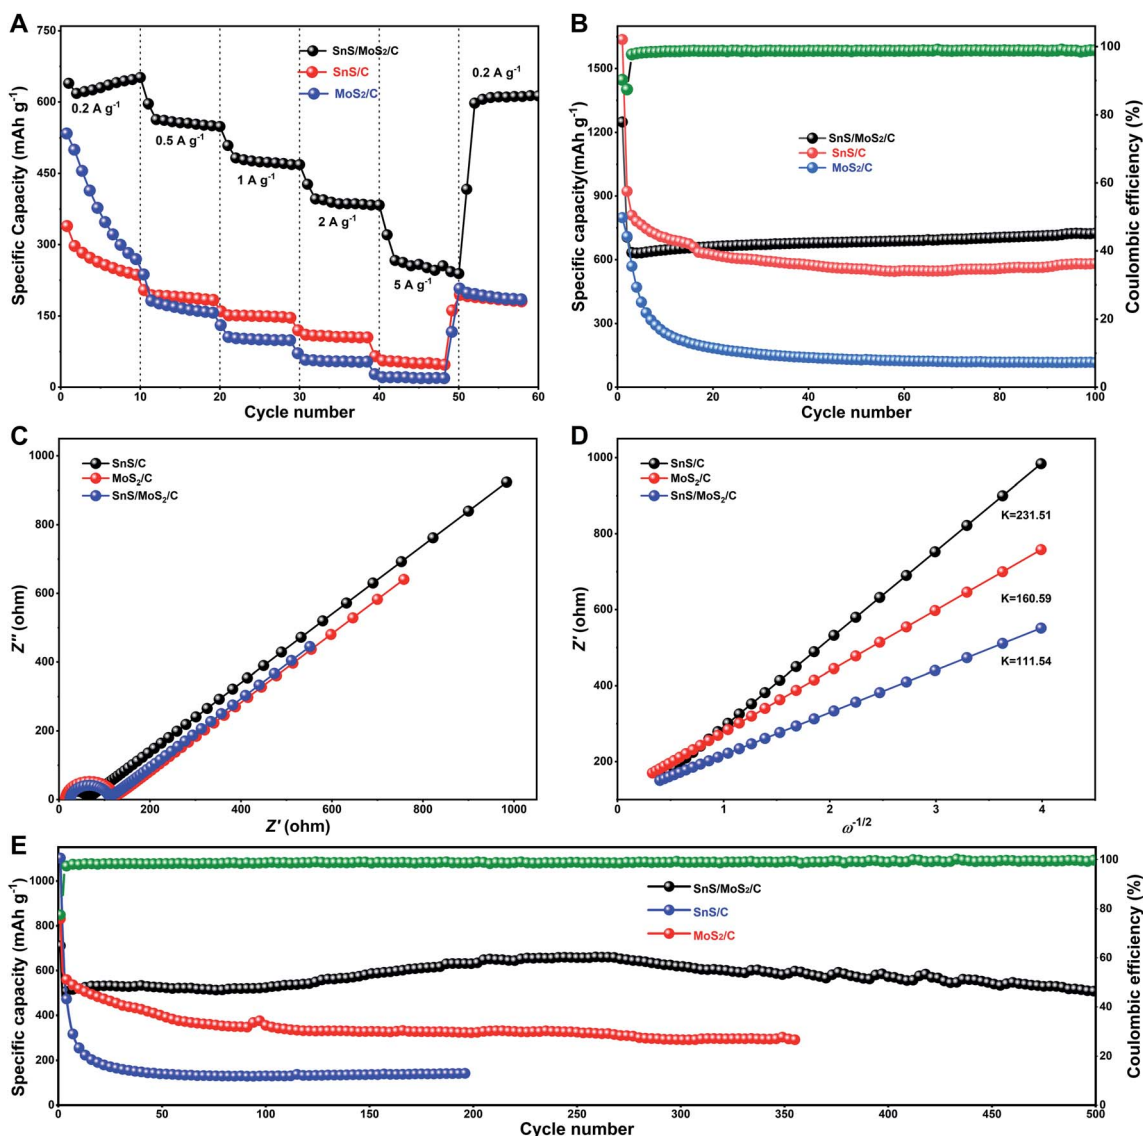 A
Specific Capacity (mAh g⁻¹)
750
600
450
300
150
0
0 10 20 30 40 50 60
Cycle number
SnS/MoS₂/C
SnS/C
MoS₂/C
0.2 A g⁻¹
0.5 A g⁻¹
1 A g⁻¹
2 A g⁻¹
5 A g⁻¹
0.2 A g⁻¹
B
Specific capacity(mAh g⁻¹)
1500
1200
900
600
300
0
0 20 40 60 80 100
Cycle number
SnS/MoS₂/C
SnS/C
MoS₂/C
100
80
60
40
20
0
Coulombic efficiency (%)
C
Z′′ (ohm)
1000
800
600
400
200
0
0 200 400 600 800 1000
Z′ (ohm)
SnS/C
MoS₂/C
SnS/MoS₂/C
D
Z′ (ohm)
1000
800
600
400
200
0 1 2 3 4
ω⁻¹/²
SnS/C
MoS₂/C
SnS/MoS₂/C
K=231.51
K=160.59
K=111.54
E
Specific capacity (mAh g⁻¹)
1000
800
600
400
200
0
0 50 100 150 200 250 300 350 400 450 500
Cycle number
SnS/MoS₂/C
SnS/C
MoS₂/C
100
80
60
40
20
0
Coulombic efficiency (%)